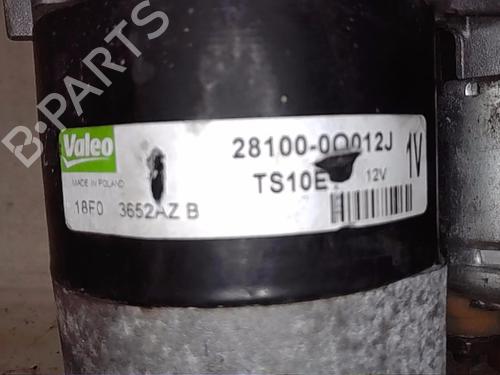 B-PARTS
Valeo
28100-0Q012J
1V
MADE IN POLAND
TS10E
12V
18F0 3652AZ B